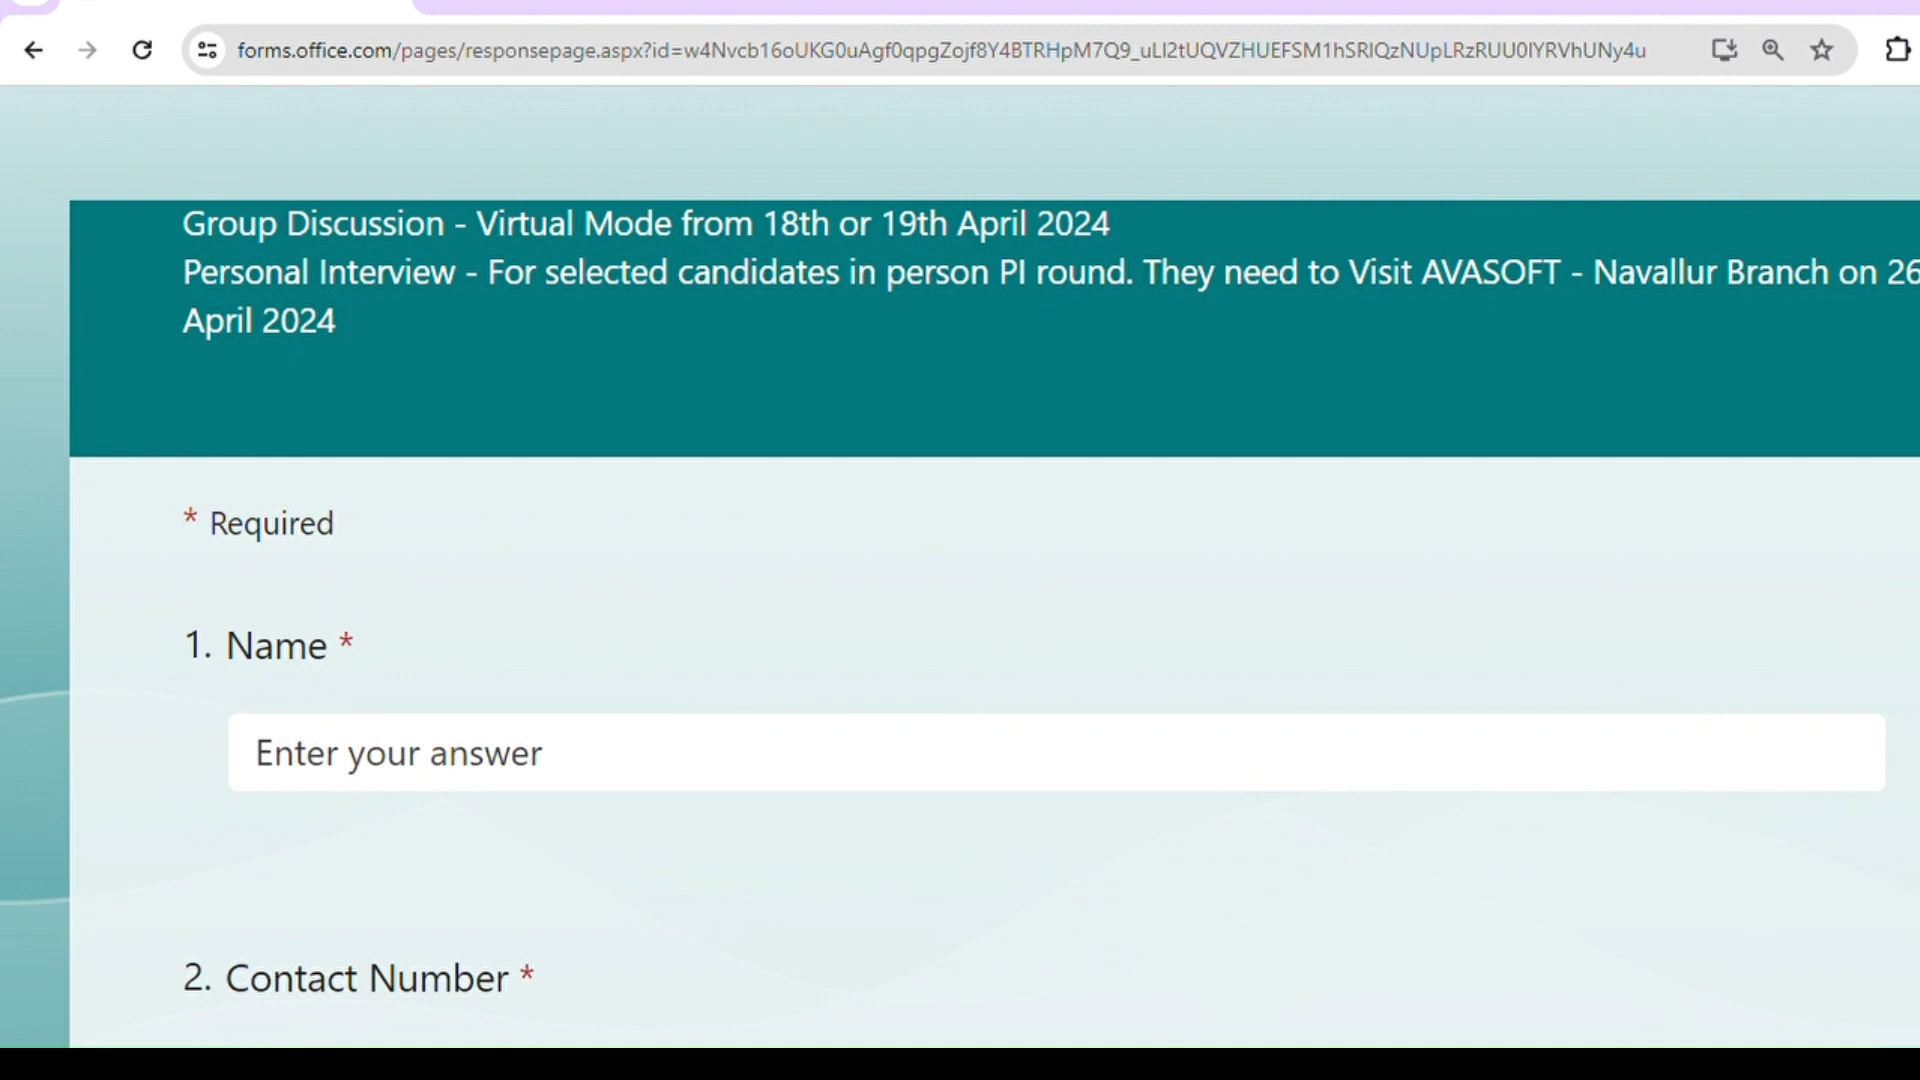 forms.office.com/pages/responsepage.aspx?id=w4Nvcb16oUKG0uAgf0qpgZojf8Y4BTRHpM7Q9_uLI2tUQVZHUEFSM1hSRlQzNUpLRzRUU0lYRVhUNy4u
Group Discussion - Virtual Mode from 18th or 19th April 2024
Personal Interview - For selected candidates in person PI round. They need to Visit AVASOFT - Navallur Branch on 26
April 2024
* Required
1. Name *
Enter your answer
2. Contact Number *